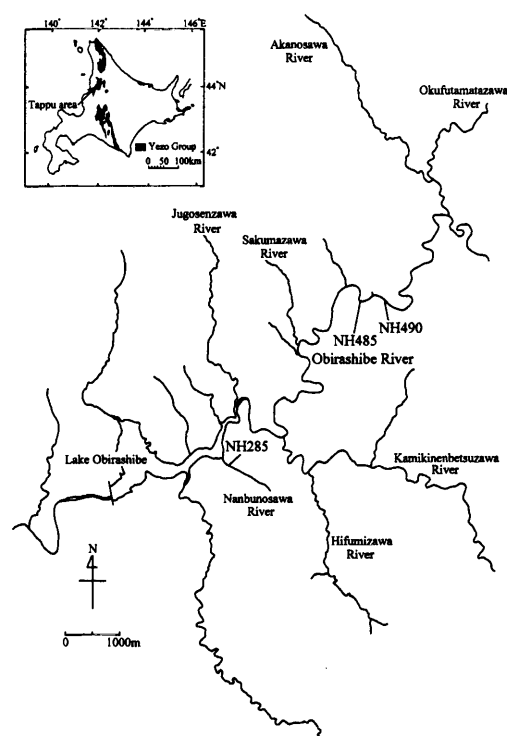 140°
142°
144°
146°E
44°N
42°
Tappu area
Yezo Group
0 50 100km
Akanosawa
River
Okufutamatazawa
River
Jugosenzawa
River
Sakumazawa
River
NH490
NH485
Obirashibe River
NH285
Lake Obirashibe
Kamikinenbetsuzawa
River
Nanbunosawa
River
Hifumizawa
River
N
0 1000m